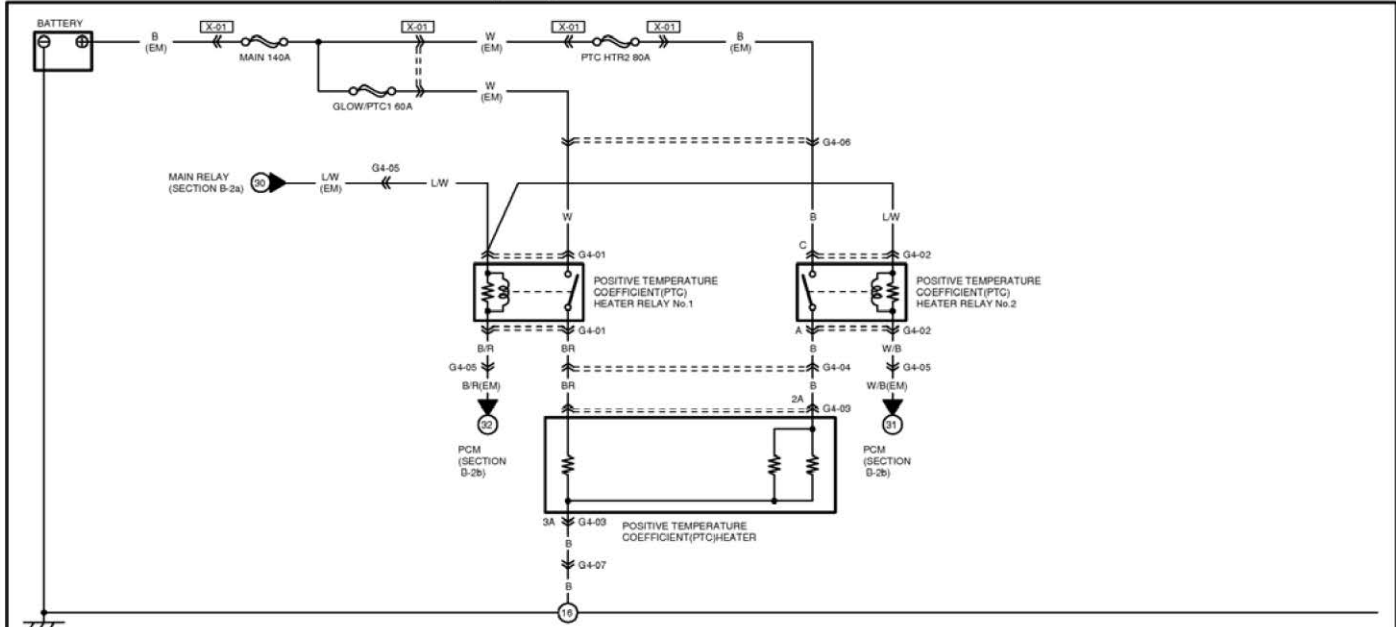 BATTERY
X-01
X-01
X-01
X-01
B
(EM)
MAIN 140A
W
(EM)
PTC HTR2 80A
B
(EM)
GLOW/PTC1 60A
W
(EM)
G4-06
MAIN RELAY
(SECTION B-2a)
30
L/W
(EM)
G4-05
L/W
W
B
L/W
G4-01
C
G4-02
POSITIVE TEMPERATURE
COEFFICIENT(PTC)
HEATER RELAY No.1
POSITIVE TEMPERATURE
COEFFICIENT(PTC)
HEATER RELAY No.2
G4-01
A
G4-02
B/R
BR
B
W/B
G4-05
G4-04
G4-05
B/R(EM)
BR
B
W/B(EM)
2A
G4-03
32
31
PCM
(SECTION
B-2b)
PCM
(SECTION
B-2b)
3A
G4-03
POSITIVE TEMPERATURE
COEFFICIENT(PTC)HEATER
B
G4-07
B
16